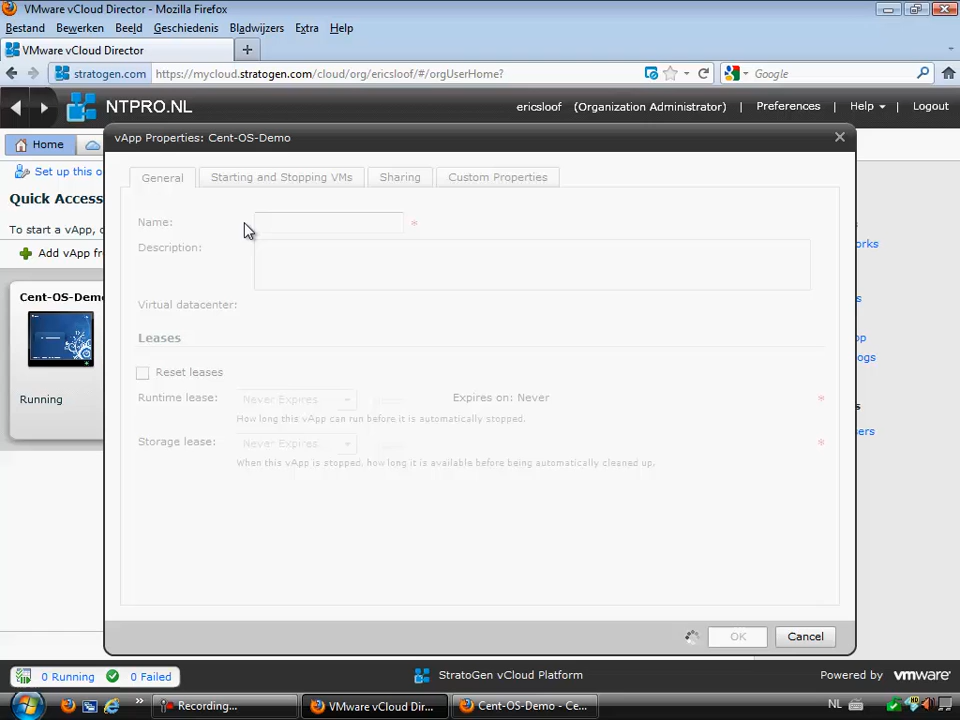 VMware vCloud Director - Mozilla Firefox
Bestand Bewerken Beeld Geschiedenis Bladwijzers Extra Help
VMware vCloud Director
stratogen.com https://mycloud.stratogen.com/cloud/org/ericsloof/#/orgUserHome? Google
NTPRO.NL ericsloof (Organization Administrator) | Preferences | Help | Logout
vApp Properties: Cent-OS-Demo
Home
Set up this o
General Starting and Stopping VMs Sharing Custom Properties
Quick Access
Name: *
To start a vApp, c
orks
Description:
Add vApp fr
Cent-OS-Demo
Virtual datacenter:
Leases
op
ogs
Reset leases
Running
Runtime lease: Never Expires Expires on: Never *
How long this vApp can run before it is automatically stopped.
s
sers
Storage lease: Never Expires *
When this vApp is stopped, how long it is available before being automatically cleaned up.
OK Cancel
0 Running 0 Failed StratoGen vCloud Platform Powered by vmware
Recording... VMware vCloud Dir... Cent-OS-Demo - Ce... NL